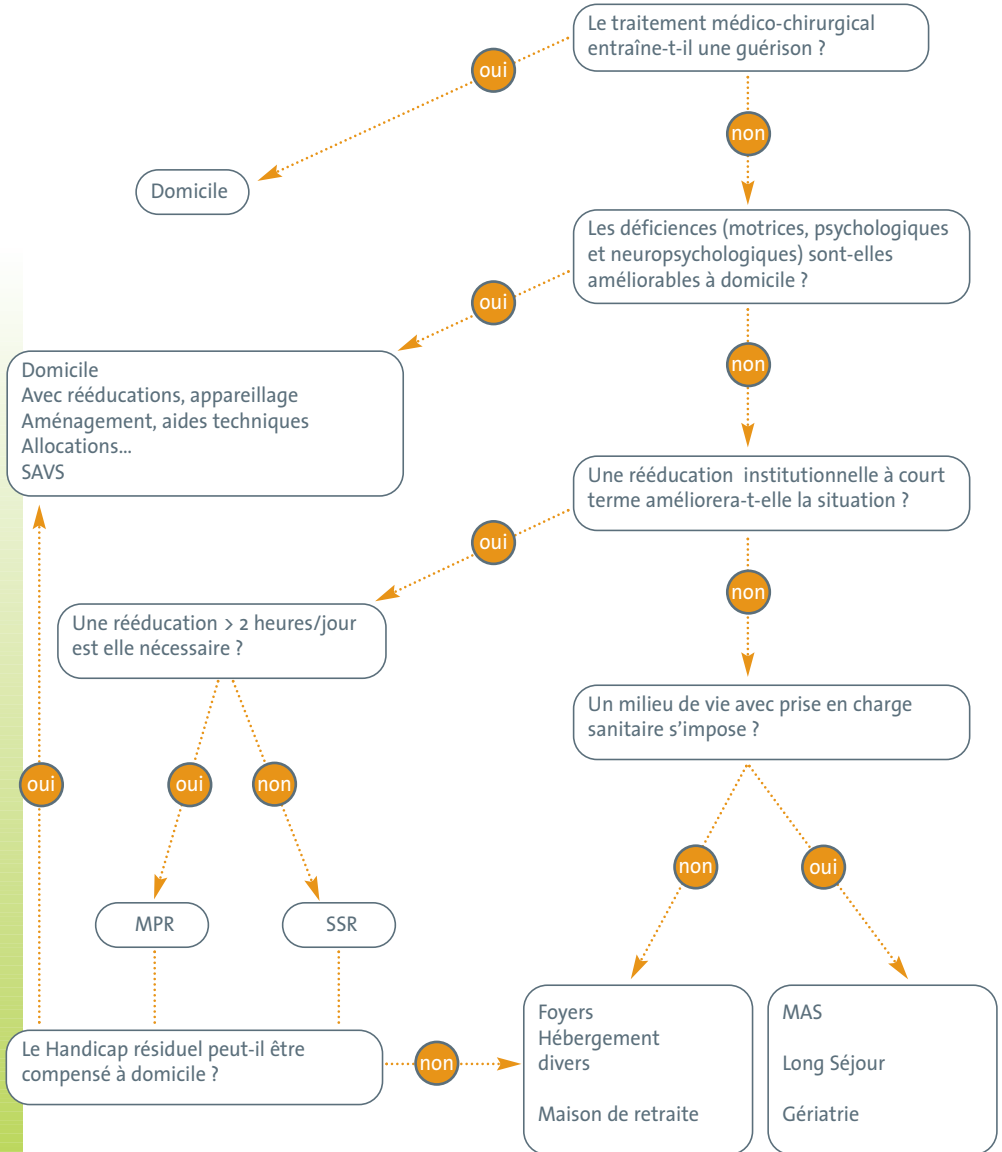 Le traitement médico-chirurgical
entraîne-t-il une guérison ?
oui
non
Domicile
Les déficiences (motrices, psychologiques
et neuropsychologiques) sont-elles
améliorables à domicile ?
oui
non
Domicile
Avec rééducations, appareillage
Aménagement, aides techniques
Allocations...
SAVS
Une rééducation  institutionnelle à court
terme améliorera-t-elle la situation ?
oui
non
Une rééducation > 2 heures/jour
est elle nécessaire ?
Un milieu de vie avec prise en charge
sanitaire s'impose ?
oui
oui
non
non
oui
MPR
SSR
Le Handicap résiduel peut-il être
compensé à domicile ?
non
Foyers
Hébergement
divers
Maison de retraite
MAS
Long Séjour
Gériatrie